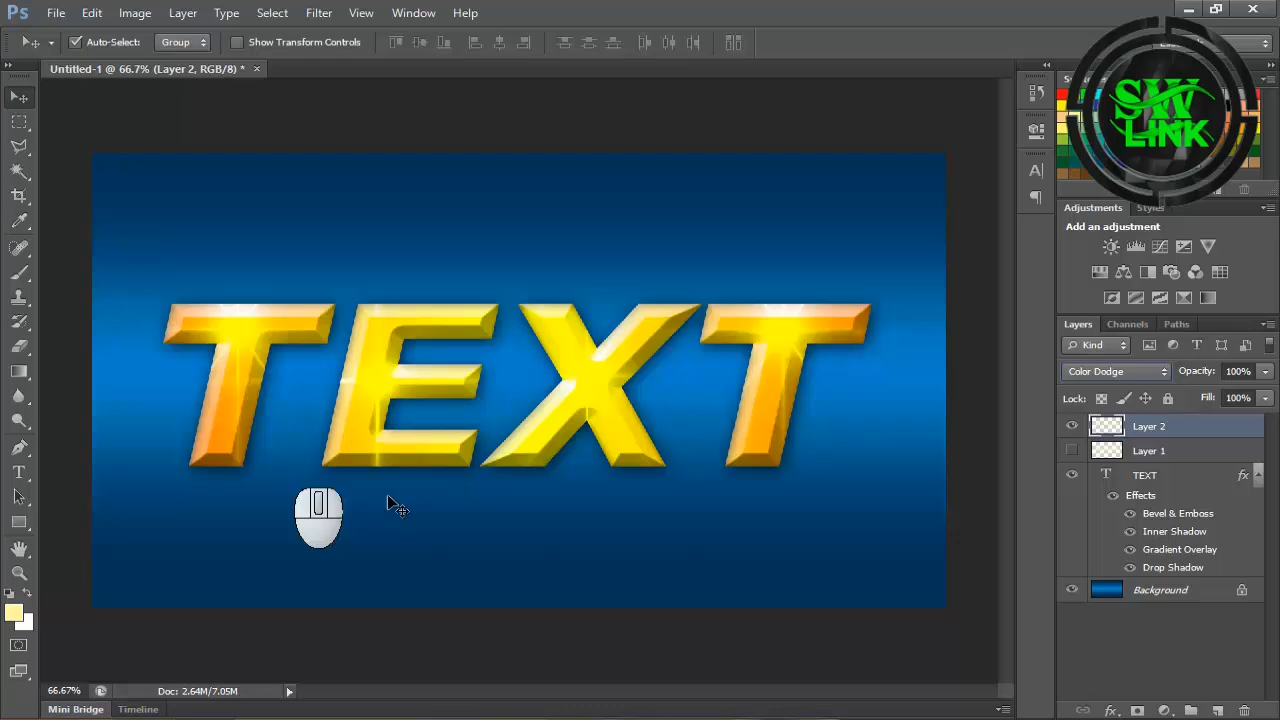 Ps File Edit Image Layer Type Select Filter View Window Help
Auto-Select: Group Show Transform Controls
Untitled-1 @ 66.7% (Layer 2, RGB/8) * ×
SW
LINK
TEXT
Adjustments Styles
Add an adjustment
Layers Channels Paths
Kind
Color Dodge Opacity: 100%
Lock: Fill: 100%
Layer 2
Layer 1
T TEXT fx
Effects
Bevel & Emboss
Inner Shadow
Gradient Overlay
Drop Shadow
Background
66.67% Doc: 2.64M/7.05M
Mini Bridge Timeline